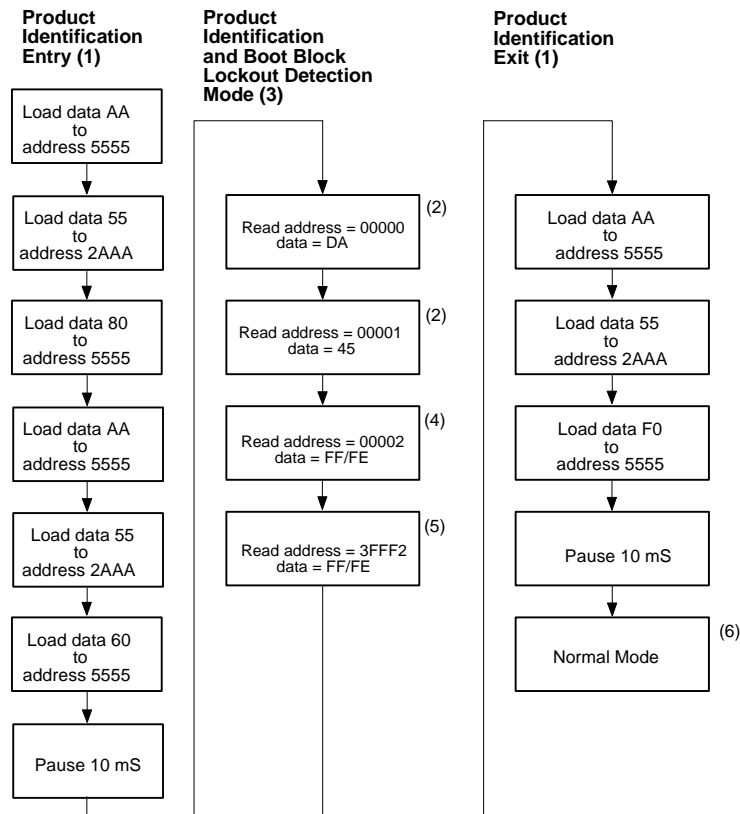 Product
Identification
Entry (1)
Load data AA
to
address 5555
Load data 55
to
address 2AAA
Load data 80
to
address 5555
Load data AA
to
address 5555
Load data 55
to
address 2AAA
Load data 60
to
address 5555
Pause 10 mS
Product
Identification
and Boot Block
Lockout Detection
Mode (3)
Read address = 00000
data = DA
(2)
Read address = 00001
data = 45
(2)
Read address = 00002
data = FF/FE
(4)
Read address = 3FFF2
data = FF/FE
(5)
Product
Identification
Exit (1)
Load data AA
to
address 5555
Load data 55
to
address 2AAA
Load data F0
to
address 5555
Pause 10 mS
Normal Mode
(6)